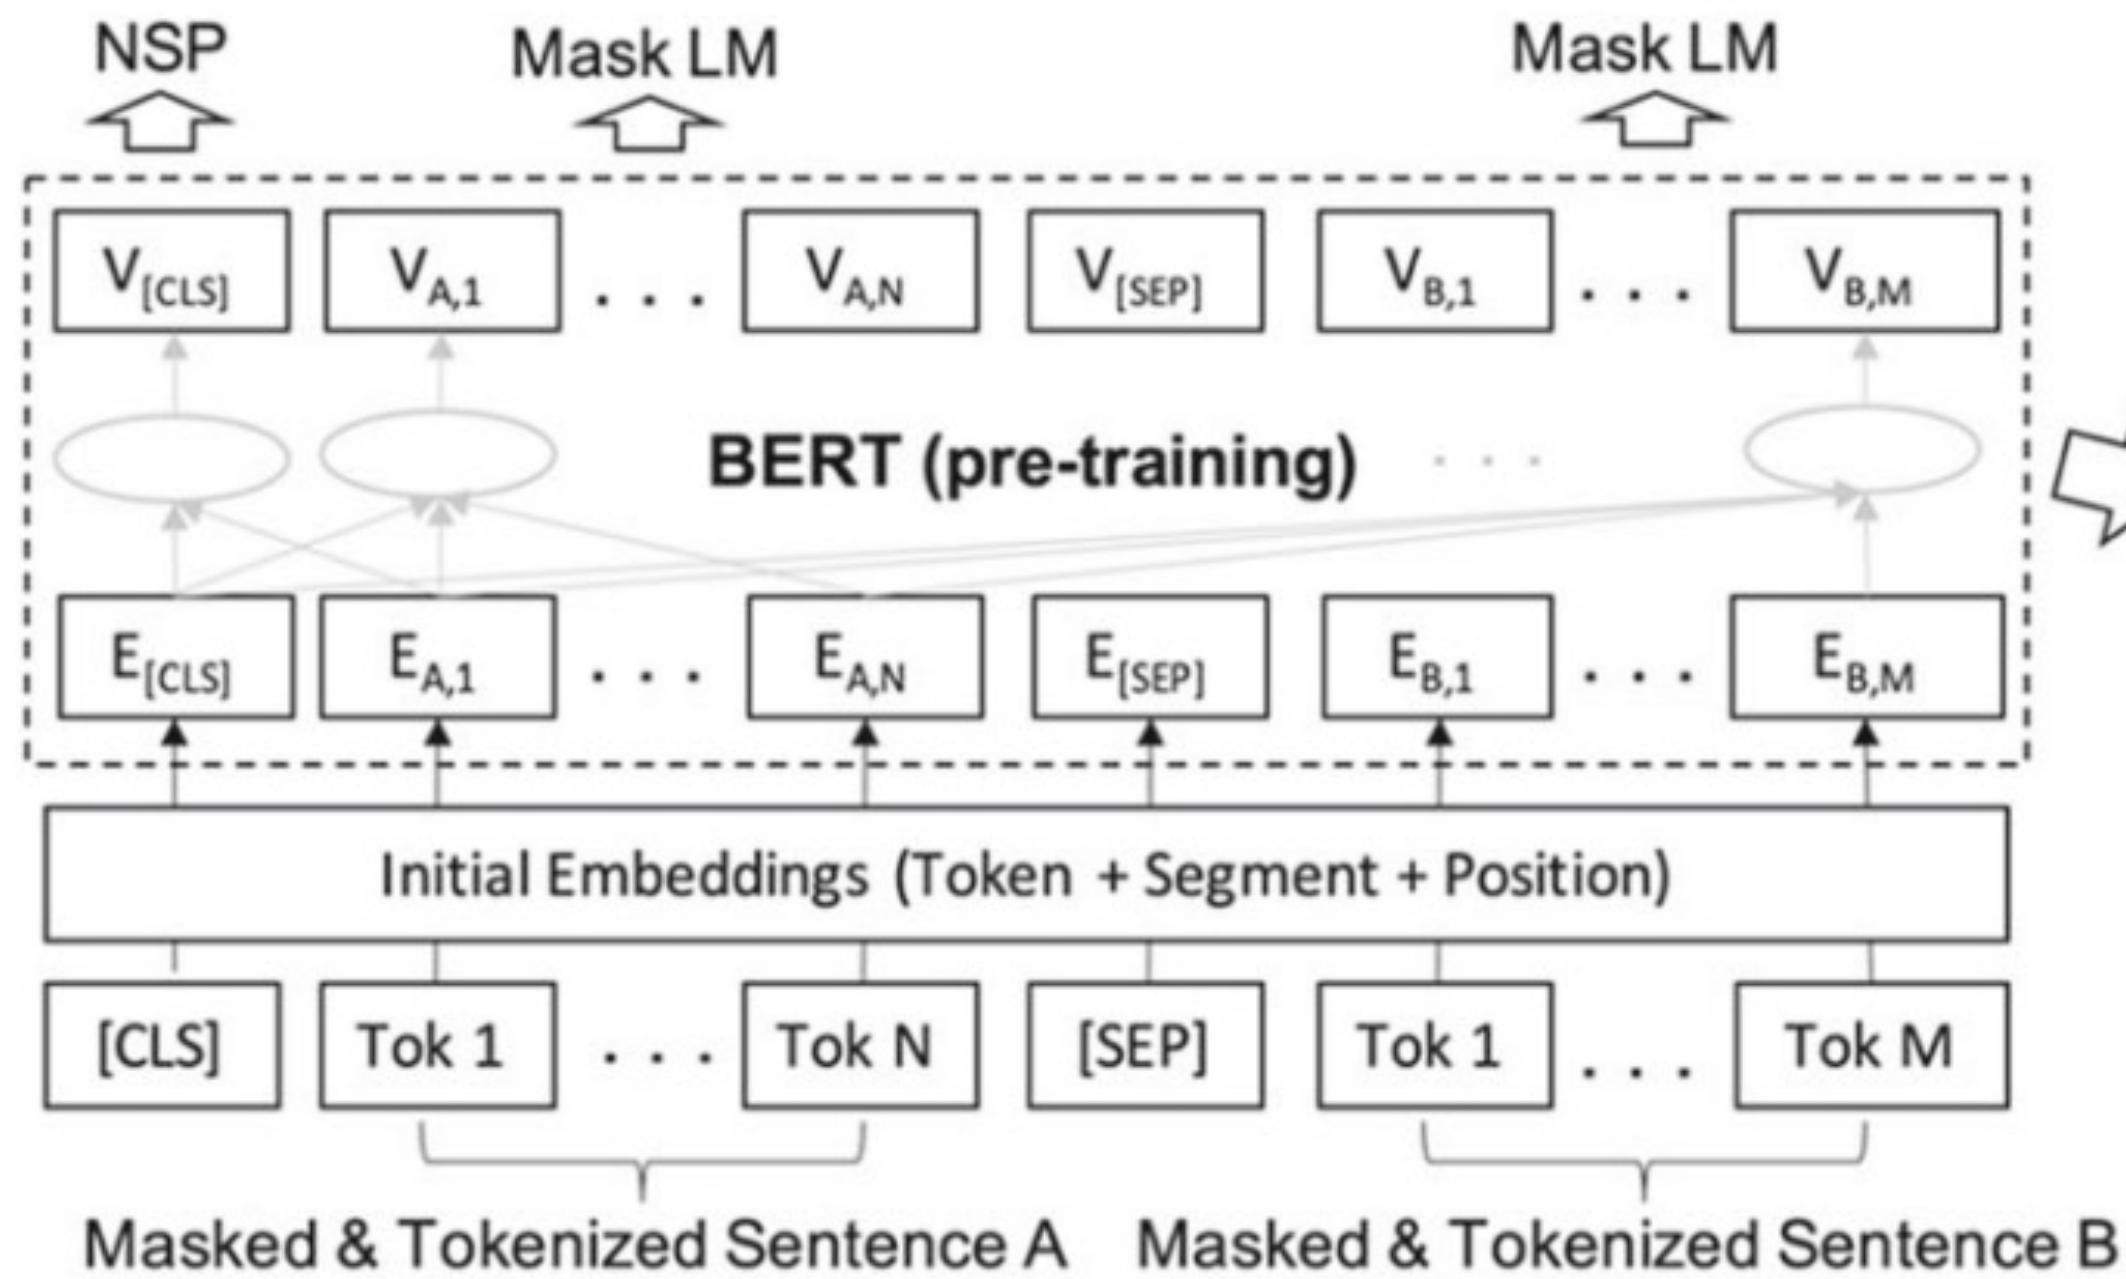 NSP Mask LM Mask LM
V[CLS] VA,1 . . . VA,N V[SEP] VB,1 . . . VB,M
BERT (pre-training) . . .
E[CLS] EA,1 . . . EA,N E[SEP] EB,1 . . . EB,M
Initial Embeddings (Token + Segment + Position)
[CLS] Tok 1 . . . Tok N [SEP] Tok 1 . . . Tok M
Masked & Tokenized Sentence A Masked & Tokenized Sentence B